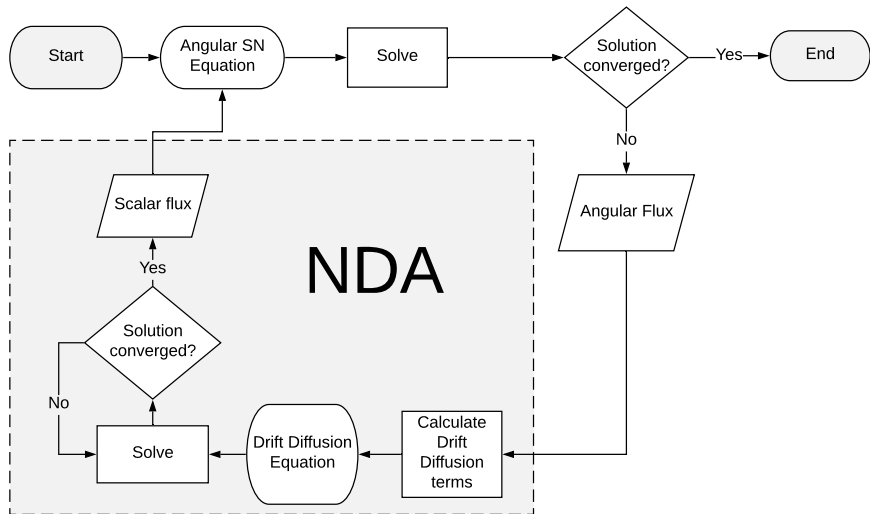 Start
Angular SN
Equation
Solve
Solution
converged?
Yes
End
No
Angular Flux
Scalar flux
NDA
Yes
Solution
converged?
No
Solve
Drift Diffusion
Equation
Calculate
Drift
Diffusion
terms